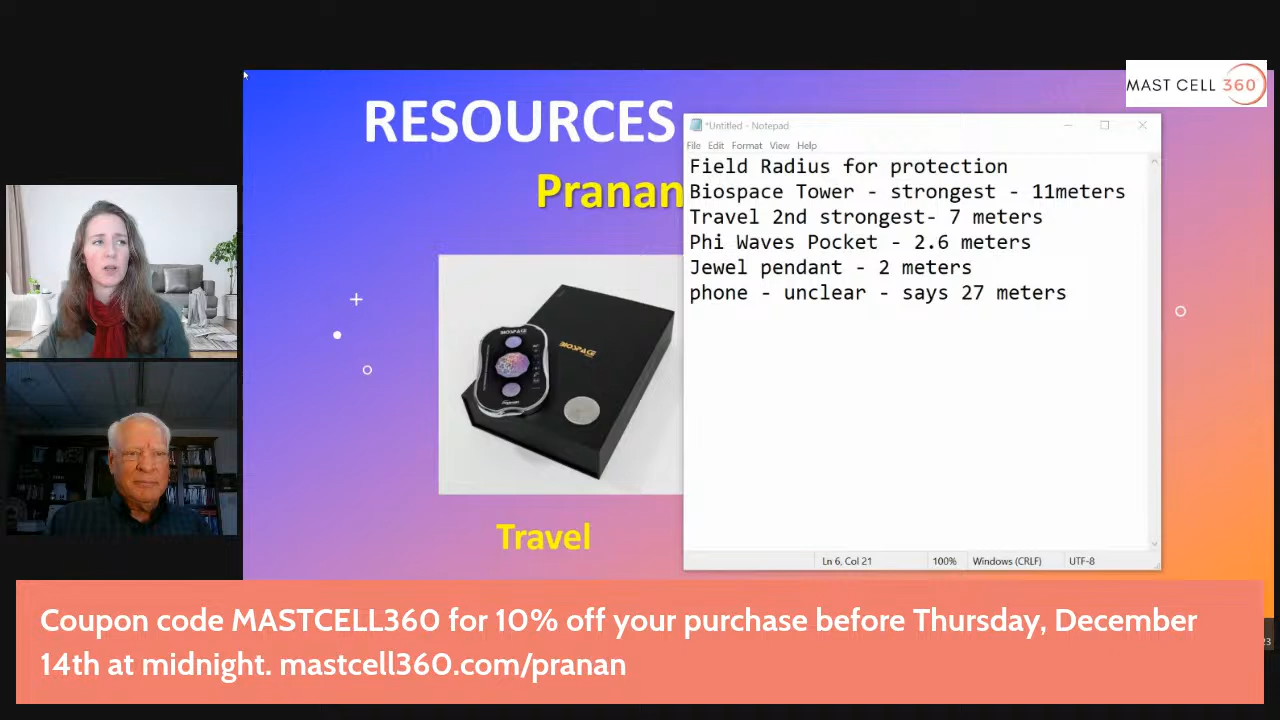 MAST CELL 360
RESOURCES
Pranan
*Untitled - Notepad
File Edit Format View Help
Field Radius for protection
Biospace Tower - strongest - 11meters
Travel 2nd strongest- 7 meters
Phi Waves Pocket - 2.6 meters
Jewel pendant - 2 meters
phone - unclear - says 27 meters
BIOSPACE
BIOSPACE
Travel
Ln 6, Col 21 100% Windows (CRLF) UTF-8
23
Coupon code MASTCELL360 for 10% off your purchase before Thursday, December
14th at midnight. mastcell360.com/pranan